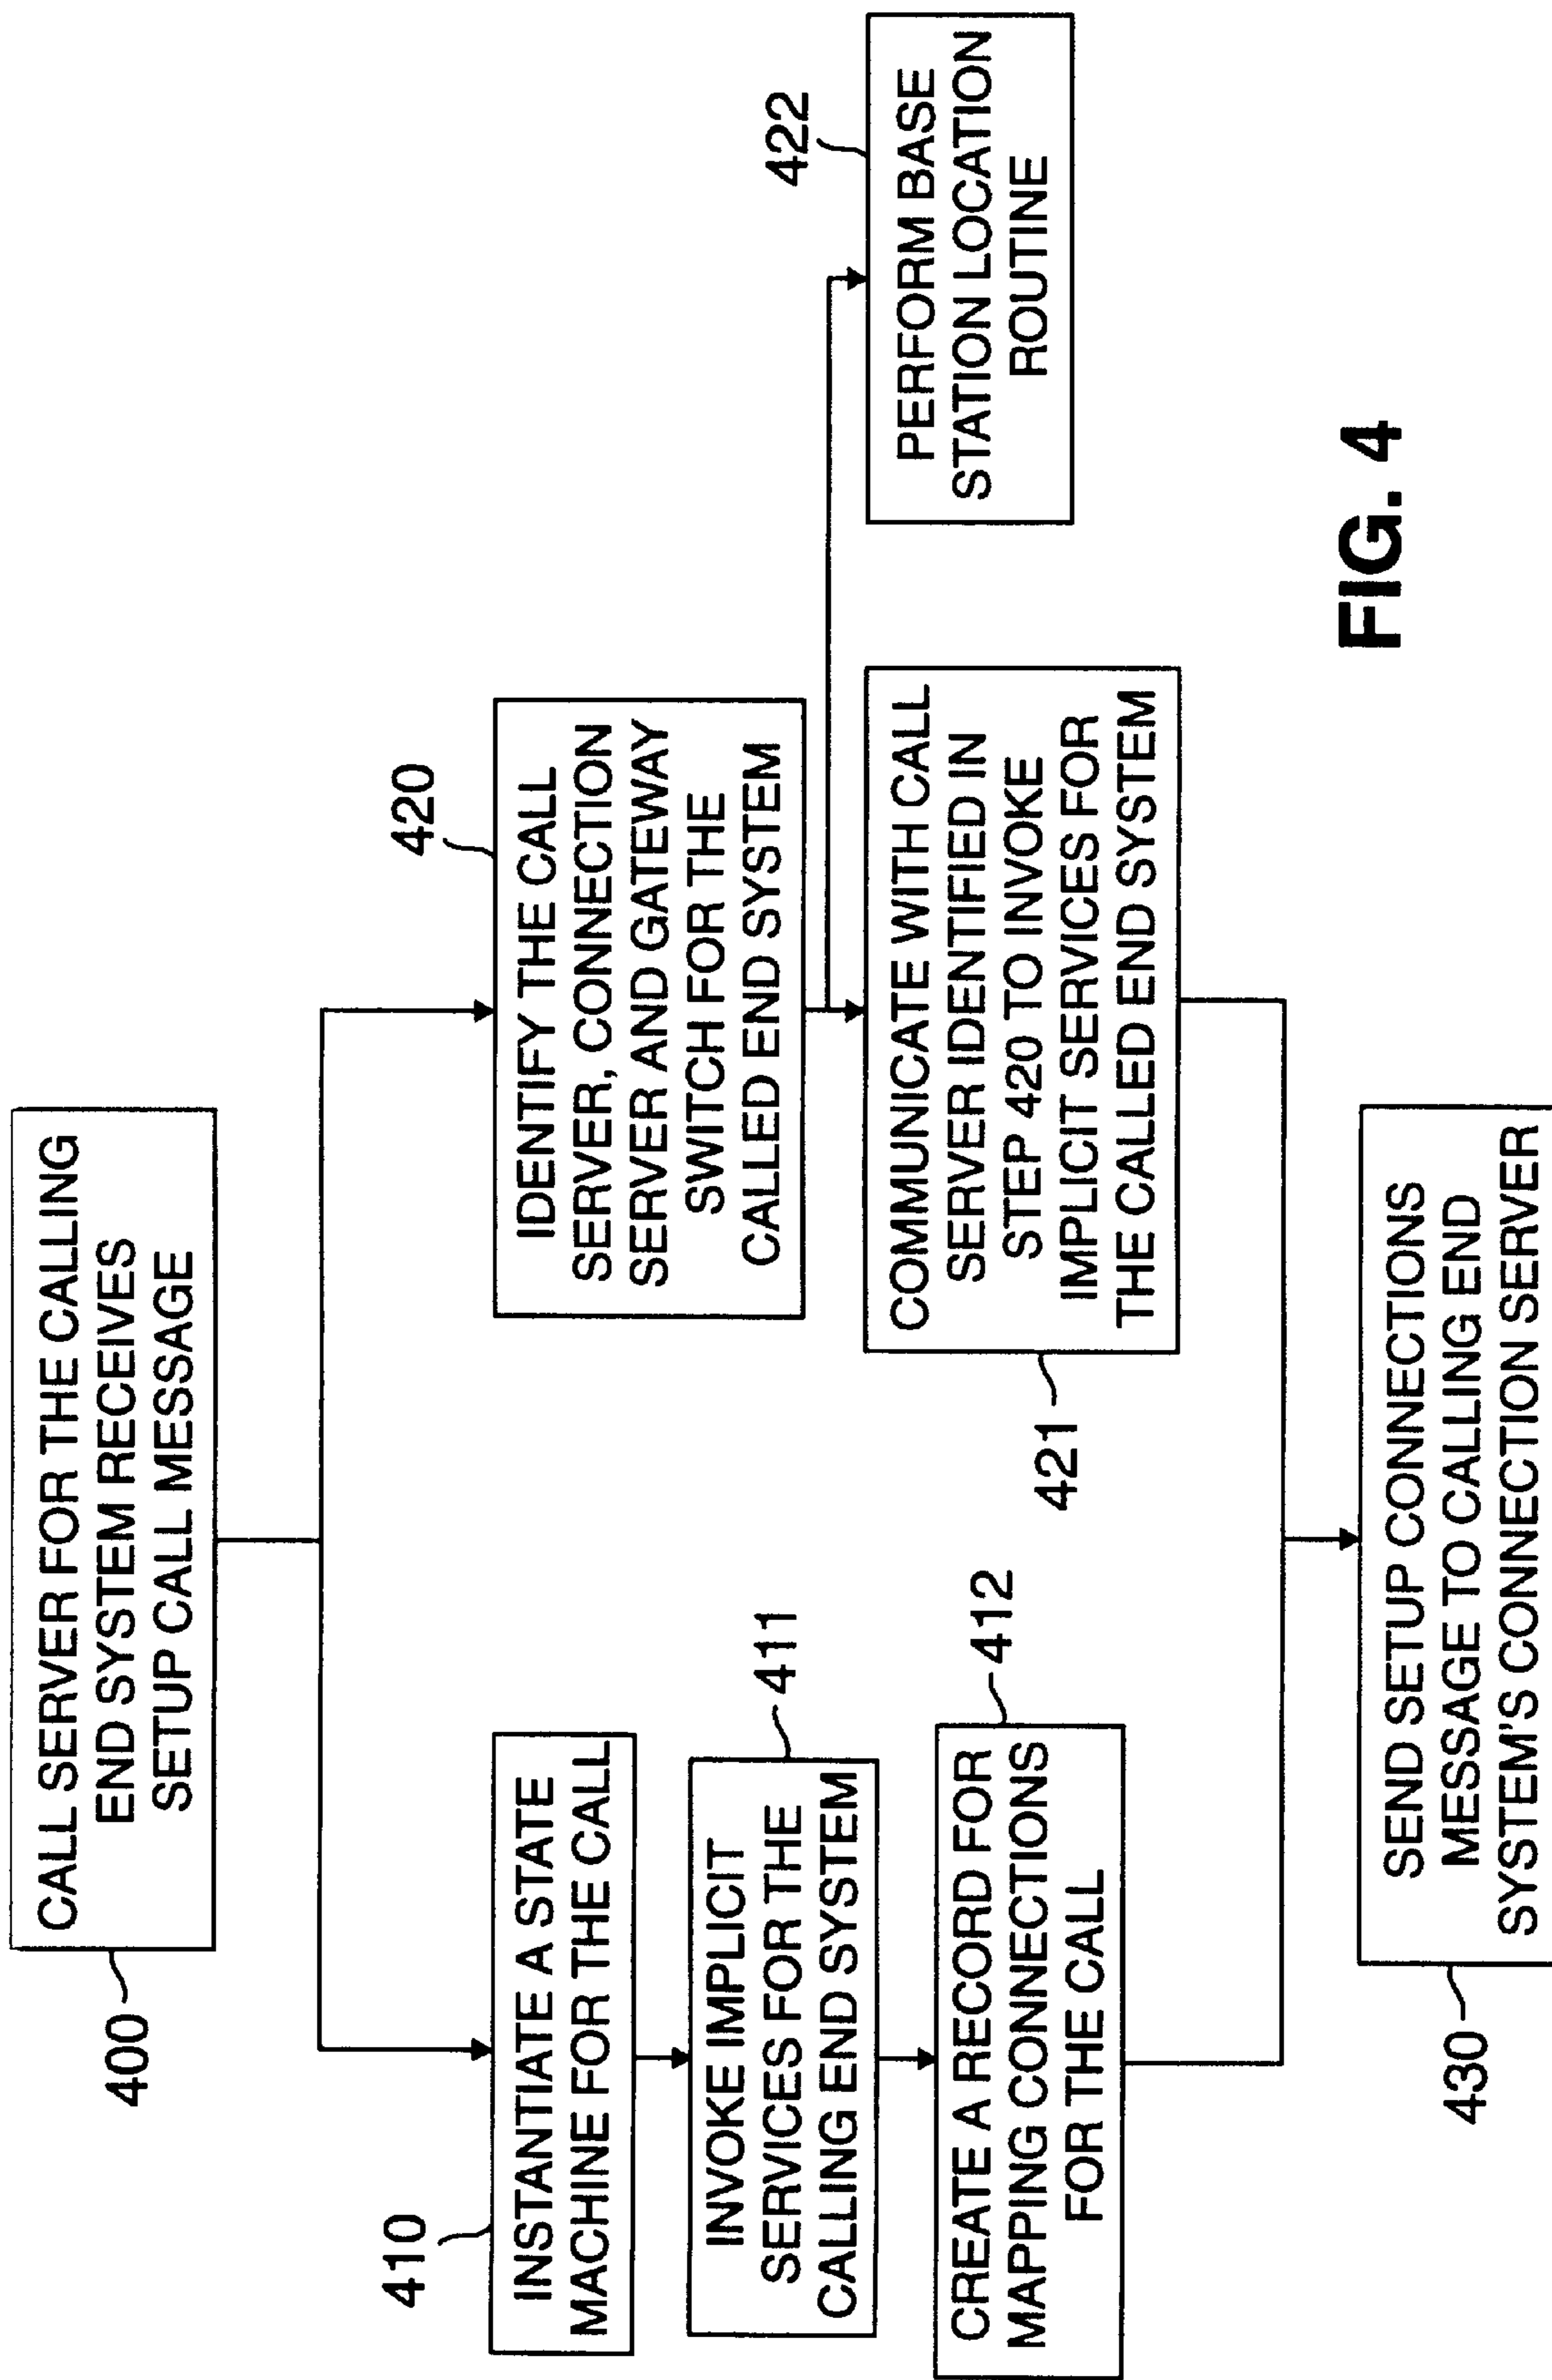 400
CALL SERVER FOR THE CALLING
END SYSTEM RECEIVES
SETUP CALL MESSAGE
410
INSTANTIATE A STATE
MACHINE FOR THE CALL
411
INVOKE IMPLICIT
SERVICES FOR THE
CALLING END SYSTEM
412
CREATE A RECORD FOR
MAPPING CONNECTIONS
FOR THE CALL
420
IDENTIFY THE CALL
SERVER, CONNECTION
SERVER AND GATEWAY
SWITCH FOR THE
CALLED END SYSTEM
421
COMMUNICATE WITH CALL
SERVER IDENTIFIED IN
STEP 420 TO INVOKE
IMPLICIT SERVICES FOR
THE CALLED END SYSTEM
422
PERFORM BASE
STATION LOCATION
ROUTINE
430
SEND SETUP CONNECTIONS
MESSAGE TO CALLING END
SYSTEM'S CONNECTION SERVER
FIG. 4